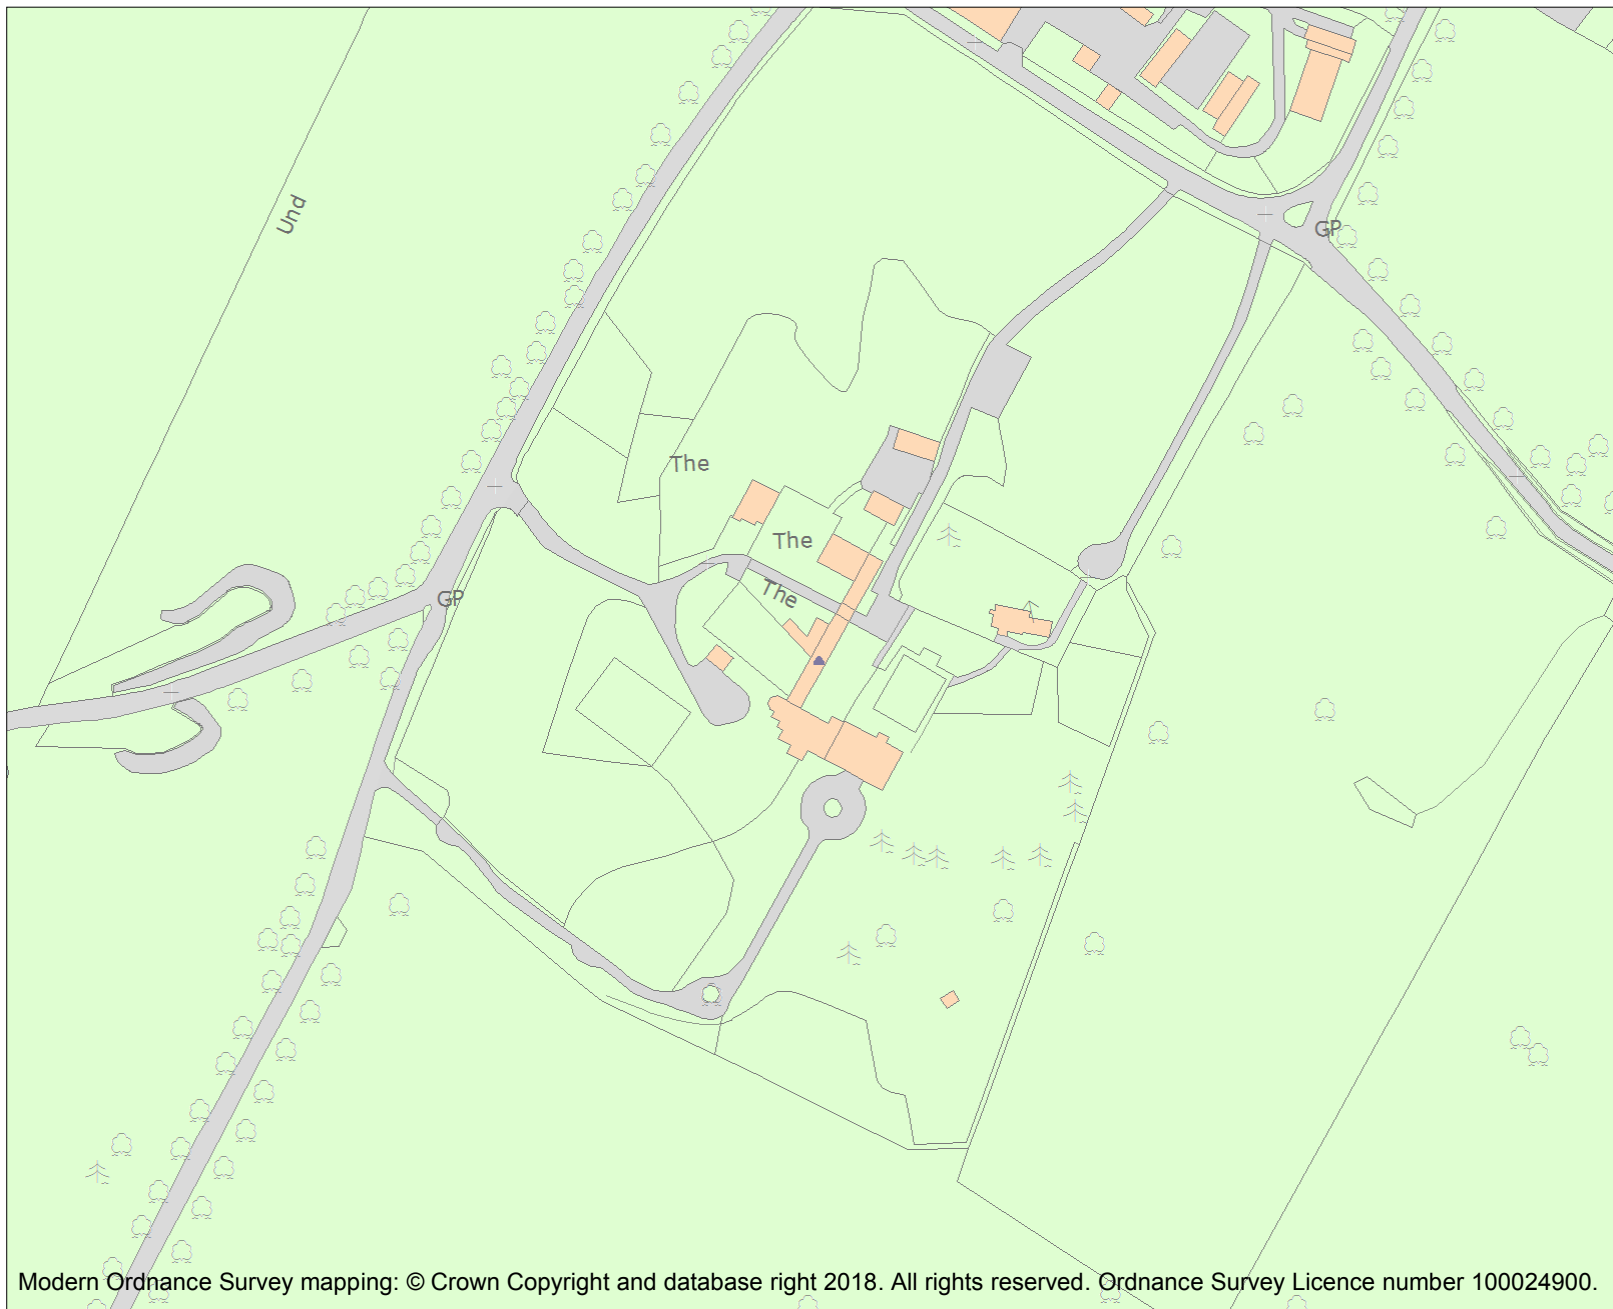 Und
GP
The
The
The
GP
Modern Ordnance Survey mapping: © Crown Copyright and database right 2018. All rights reserved. Ordnance Survey Licence number 100024900.